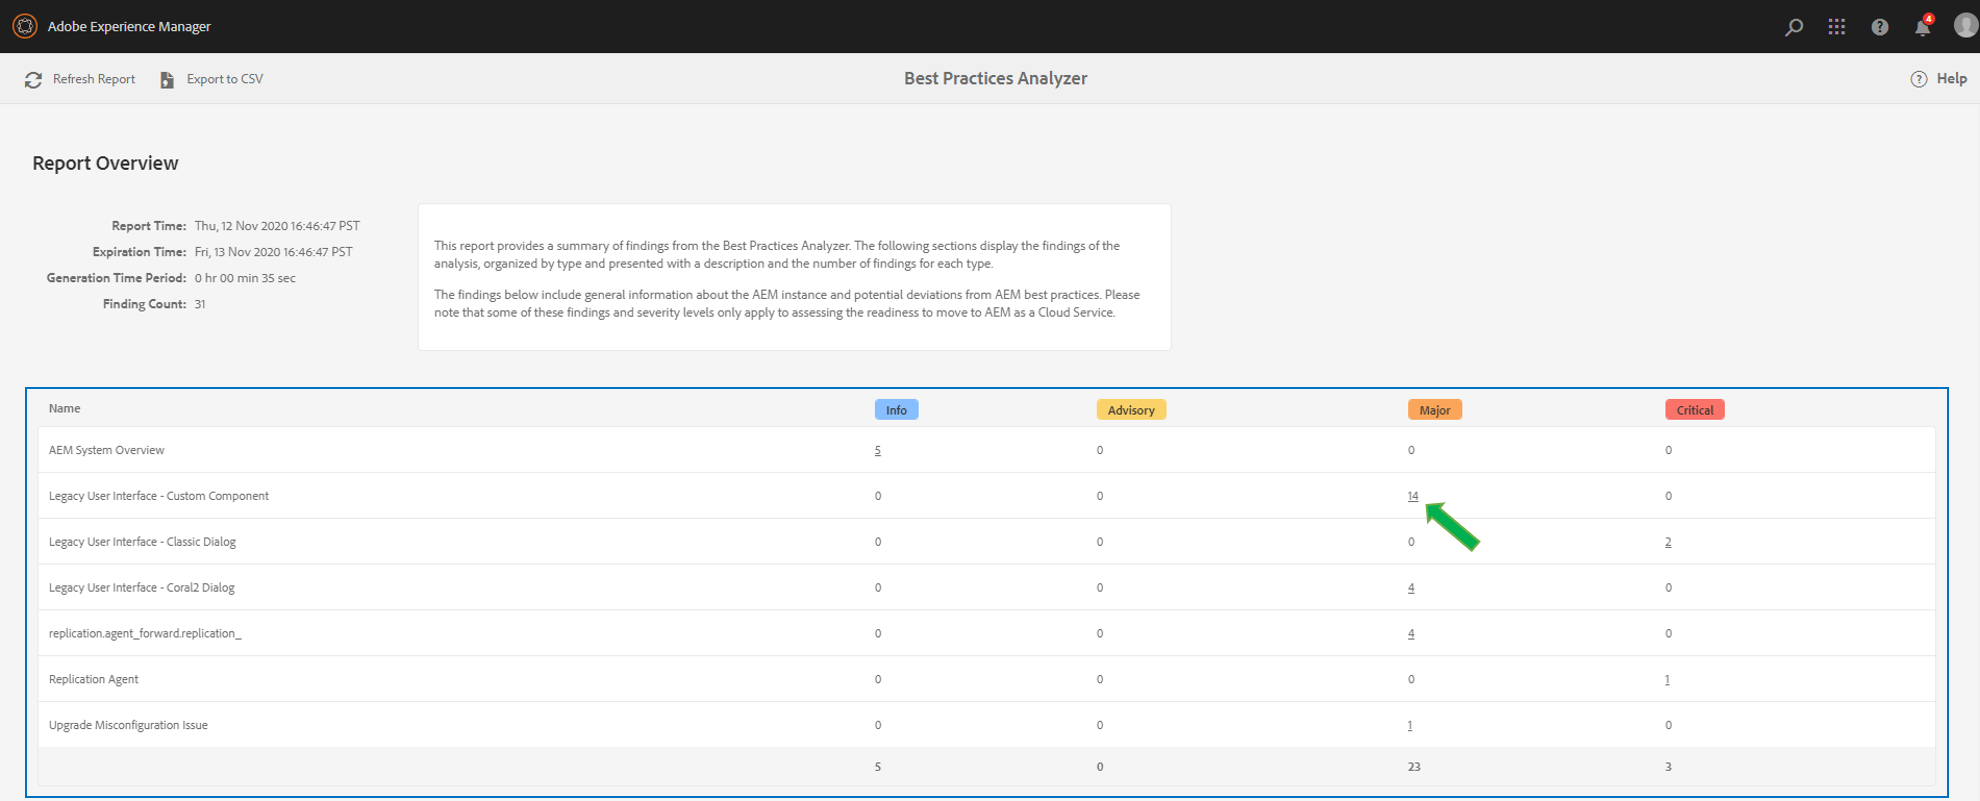 Adobe Experience Manager
4
Refresh Report Export to CSV Best Practices Analyzer Help
Report Overview
Report Time: Thu, 12 Nov 2020 16:46:47 PST
Expiration Time: Fri, 13 Nov 2020 16:46:47 PST
Generation Time Period: 0 hr 00 min 35 sec
Finding Count: 31
This report provides a summary of findings from the Best Practices Analyzer. The following sections display the findings of the
analysis, organized by type and presented with a description and the number of findings for each type.
The findings below include general information about the AEM instance and potential deviations from AEM best practices. Please
note that some of these findings and severity levels only apply to assessing the readiness to move to AEM as a Cloud Service.
Name Info Advisory Major Critical
AEM System Overview 5 0 0 0
Legacy User Interface - Custom Component 0 0 14 0
Legacy User Interface - Classic Dialog 0 0 0 2
Legacy User Interface - Coral2 Dialog 0 0 4 0
replication.agent_forward.replication_ 0 0 4 0
Replication Agent 0 0 0 1
Upgrade Misconfiguration Issue 0 0 1 0
5 0 23 3